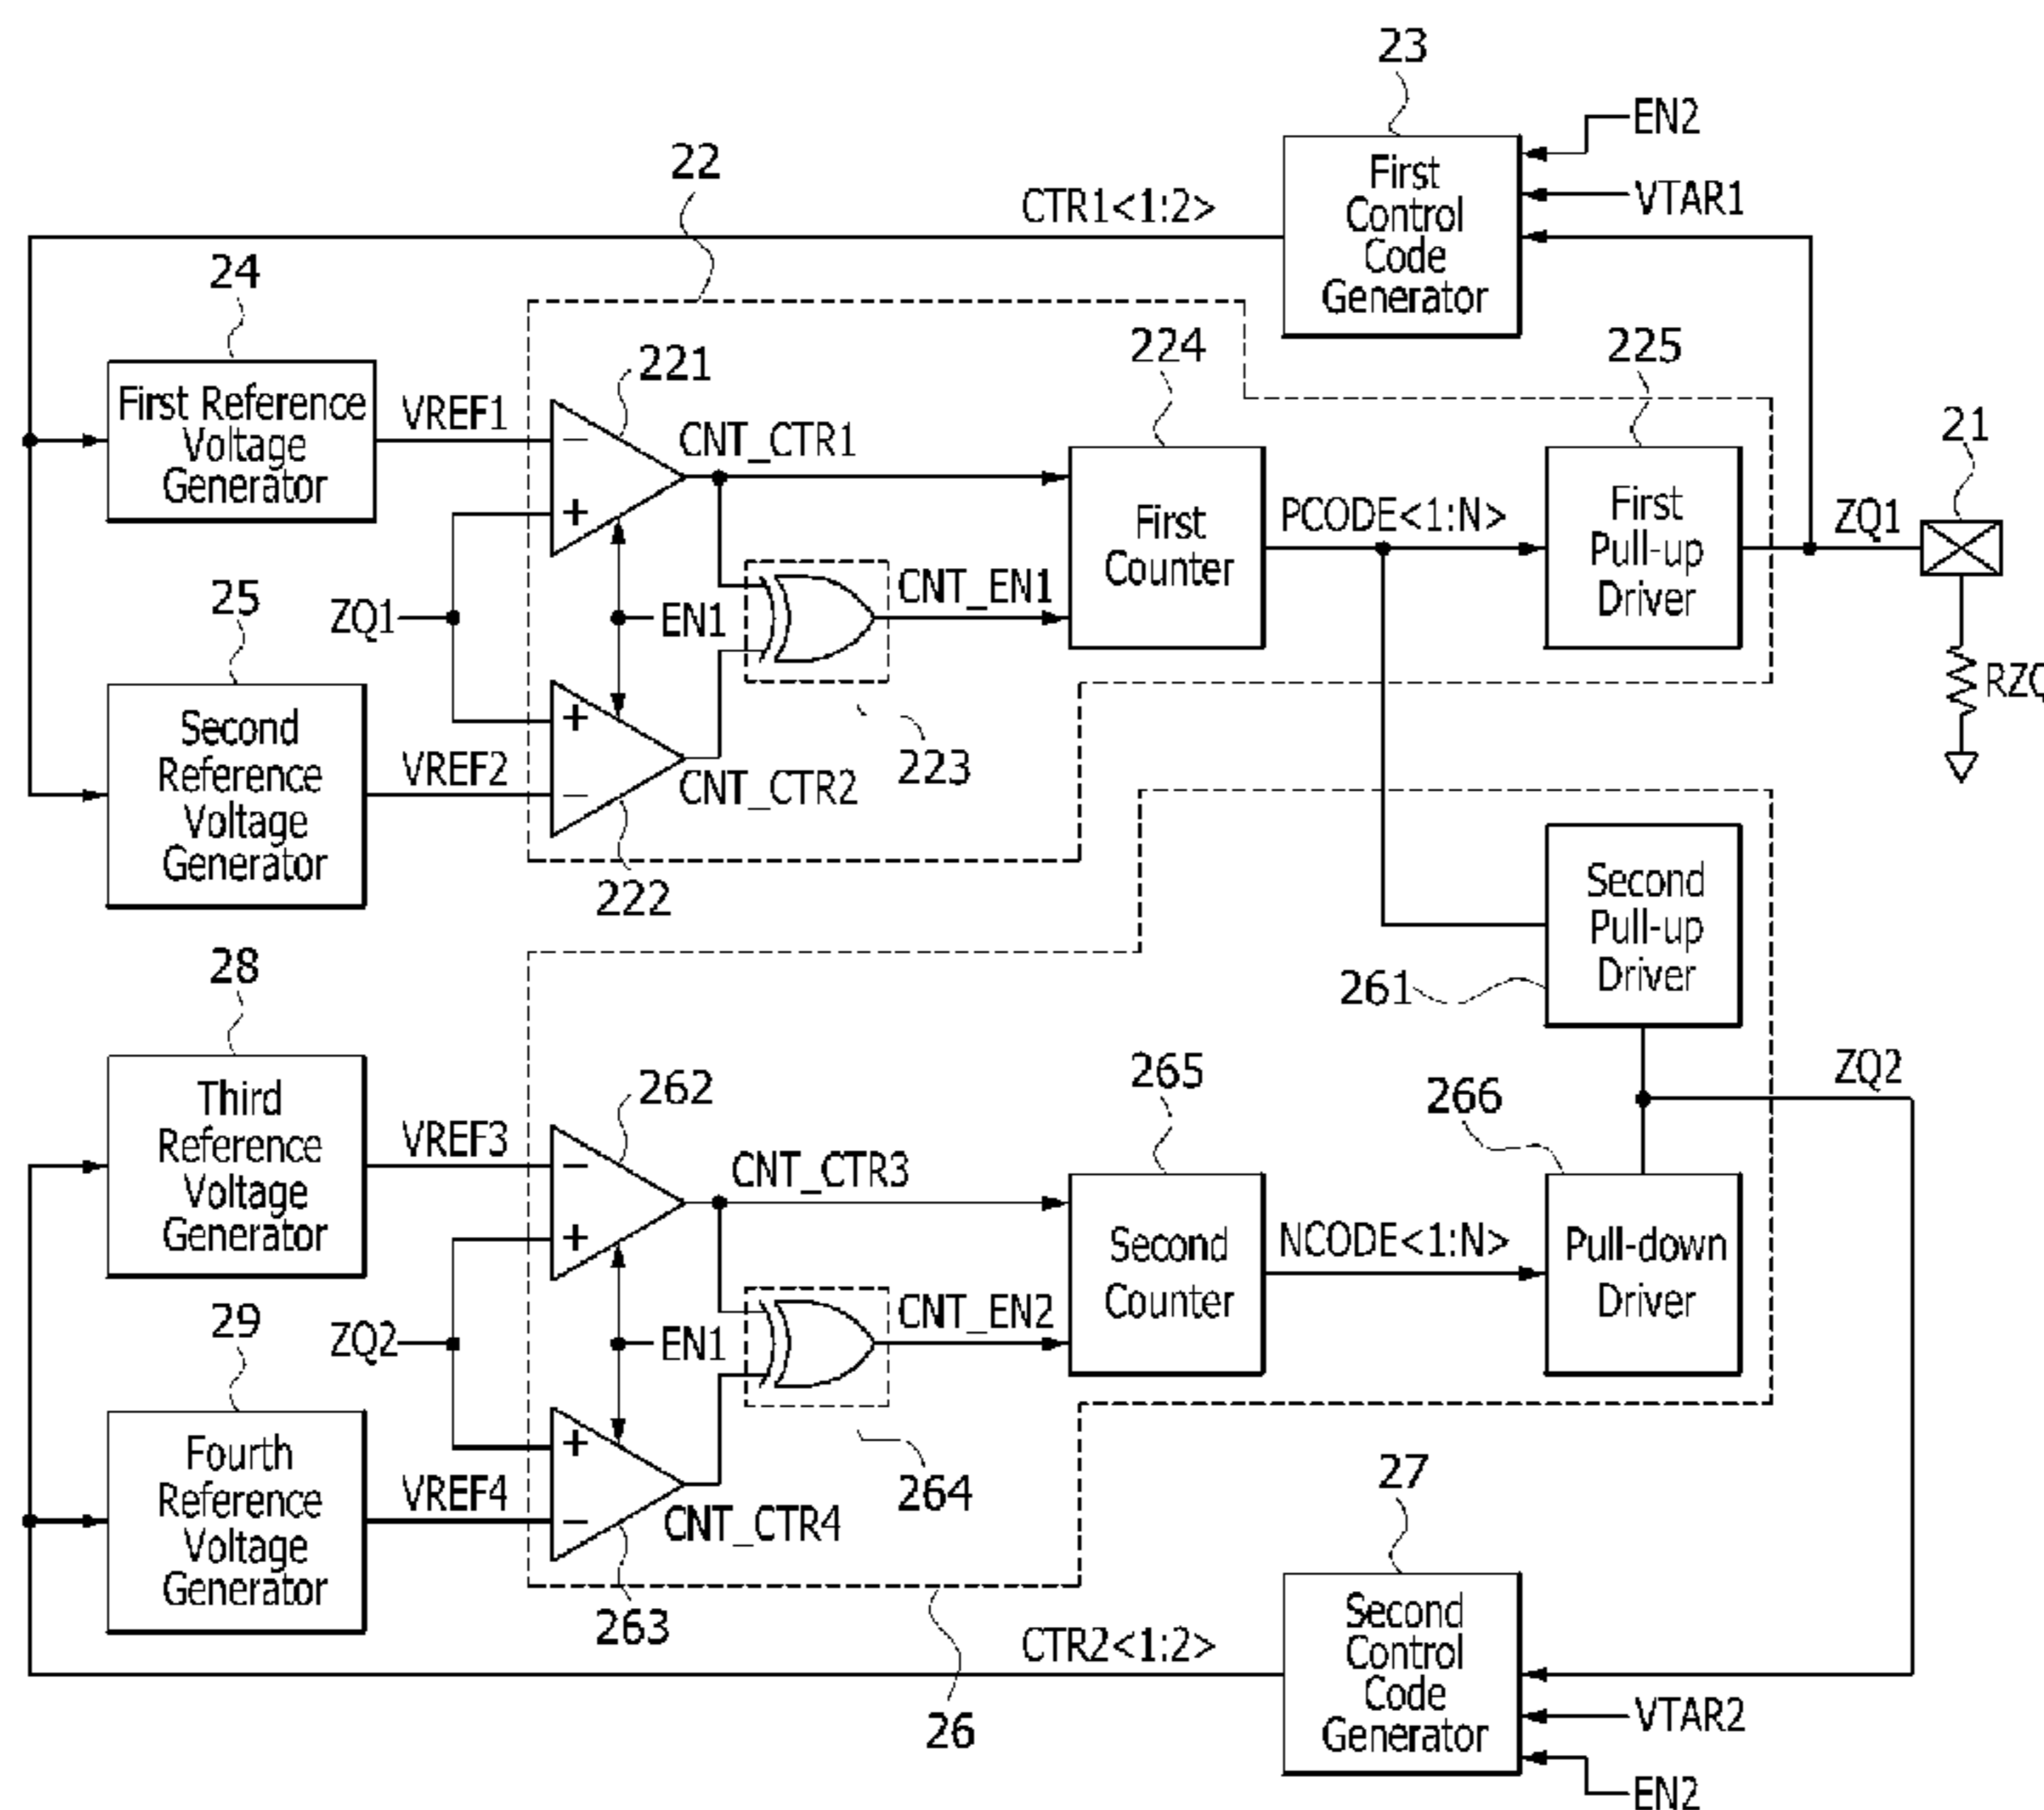 23
EN2
First
Control
Code
Generator
VTAR1
22
CTR1<1:2>
24
First Reference
Voltage
Generator
VREF1
221
CNT_CTR1
224
First
Counter
225
First
Pull-up
Driver
PCODE<1:N>
21
ZQ1
RZQ
25
Second
Reference
Voltage
Generator
ZQ1
EN1
CNT_EN1
VREF2
CNT_CTR2
223
222
Second
Pull-up
Driver
261
28
Third
Reference
Voltage
Generator
VREF3
262
CNT_CTR3
265
Second
Counter
266
Pull-down
Driver
ZQ2
NCODE<1:N>
29
Fourth
Reference
Voltage
Generator
ZQ2
EN1
CNT_EN2
VREF4
CNT_CTR4
264
263
27
Second
Control
Code
Generator
CTR2<1:2>
26
VTAR2
EN2